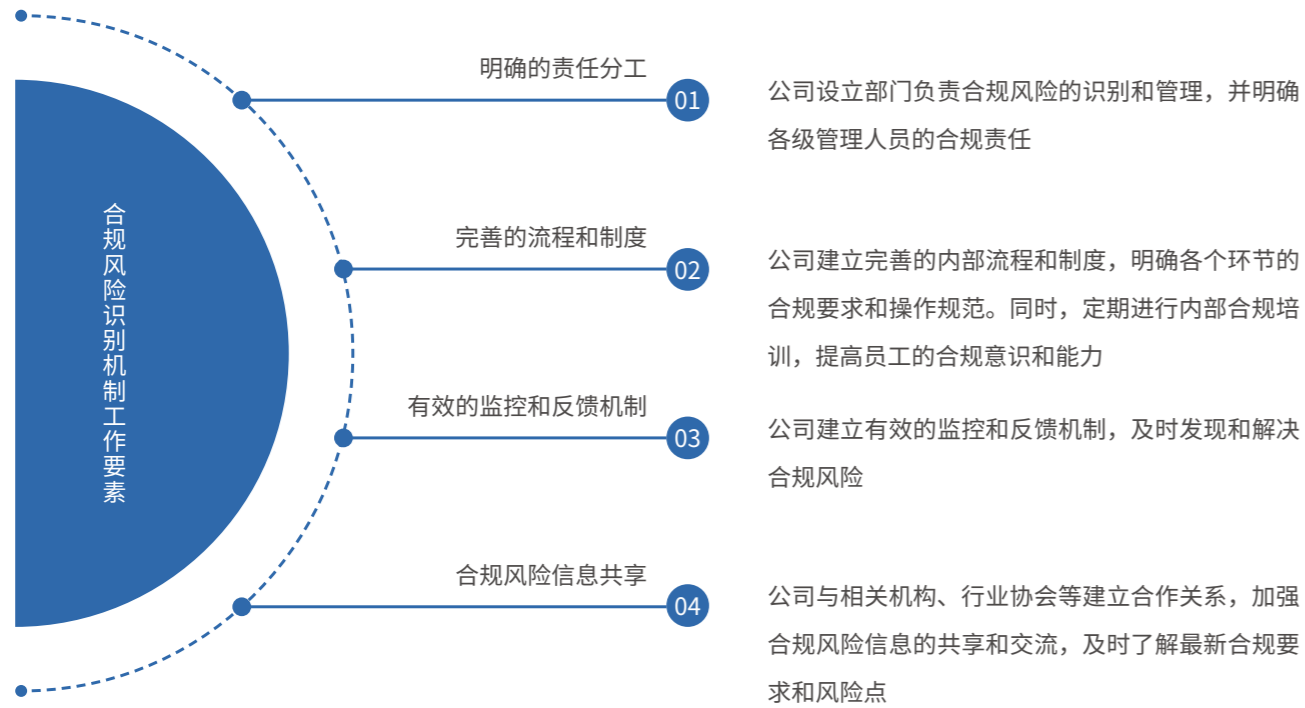 合规风险识别机制工作要素
明确的责任分工
01
公司设立部门负责合规风险的识别和管理，并明确
各级管理人员的合规责任
完善的流程和制度
02
公司建立完善的内部流程和制度，明确各个环节的
合规要求和操作规范。同时，定期进行内部合规培
训，提高员工的合规意识和能力
有效的监控和反馈机制
03
公司建立有效的监控和反馈机制，及时发现和解决
合规风险
合规风险信息共享
04
公司与相关机构、行业协会等建立合作关系，加强
合规风险信息的共享和交流，及时了解最新合规要
求和风险点